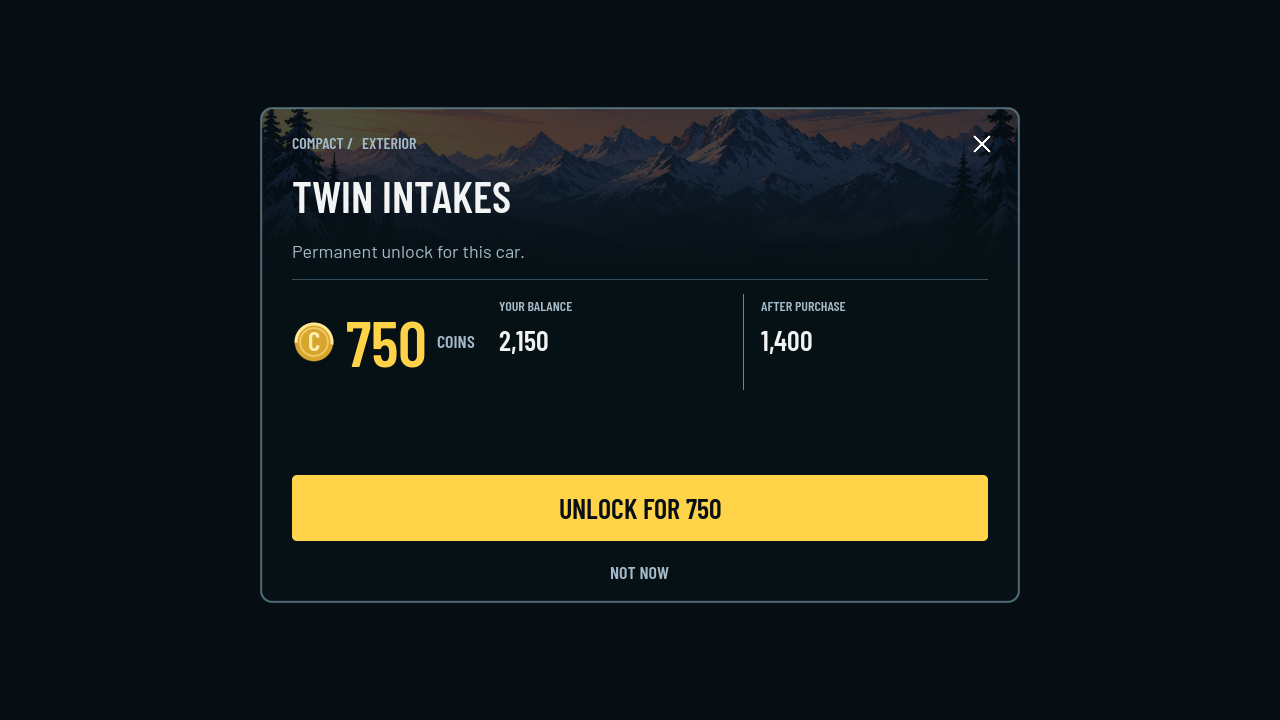 COMPACT / EXTERIOR
TWIN INTAKES
Permanent unlock for this car.
YOUR BALANCE
AFTER PURCHASE
C 750 COINS
2,150
1,400
UNLOCK FOR 750
NOT NOW